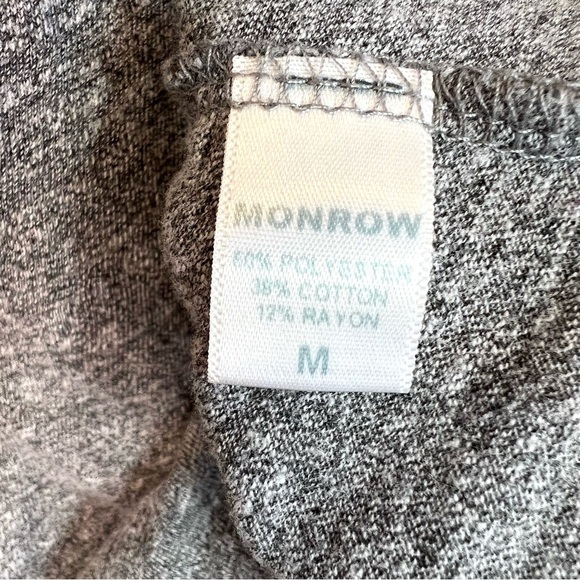 MONROW
50% POLYESTER
38% COTTON
12% RAYON
M